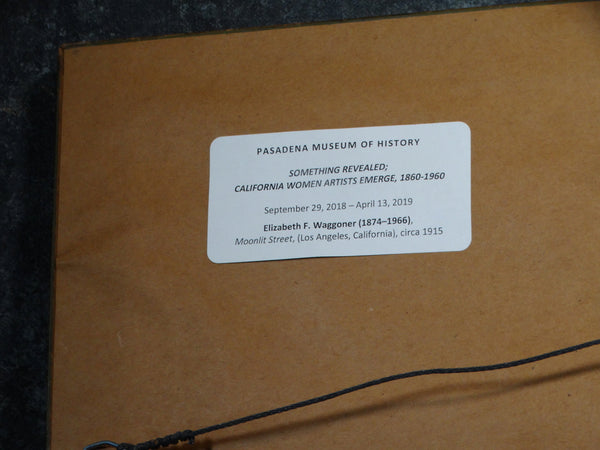 PASADENA MUSEUM OF HISTORY
SOMETHING REVEALED;
CALIFORNIA WOMEN ARTISTS EMERGE, 1860-1960
September 29, 2018 – April 13, 2019
Elizabeth F. Waggoner (1874–1966),
Moonlit Street, (Los Angeles, California), circa 1915